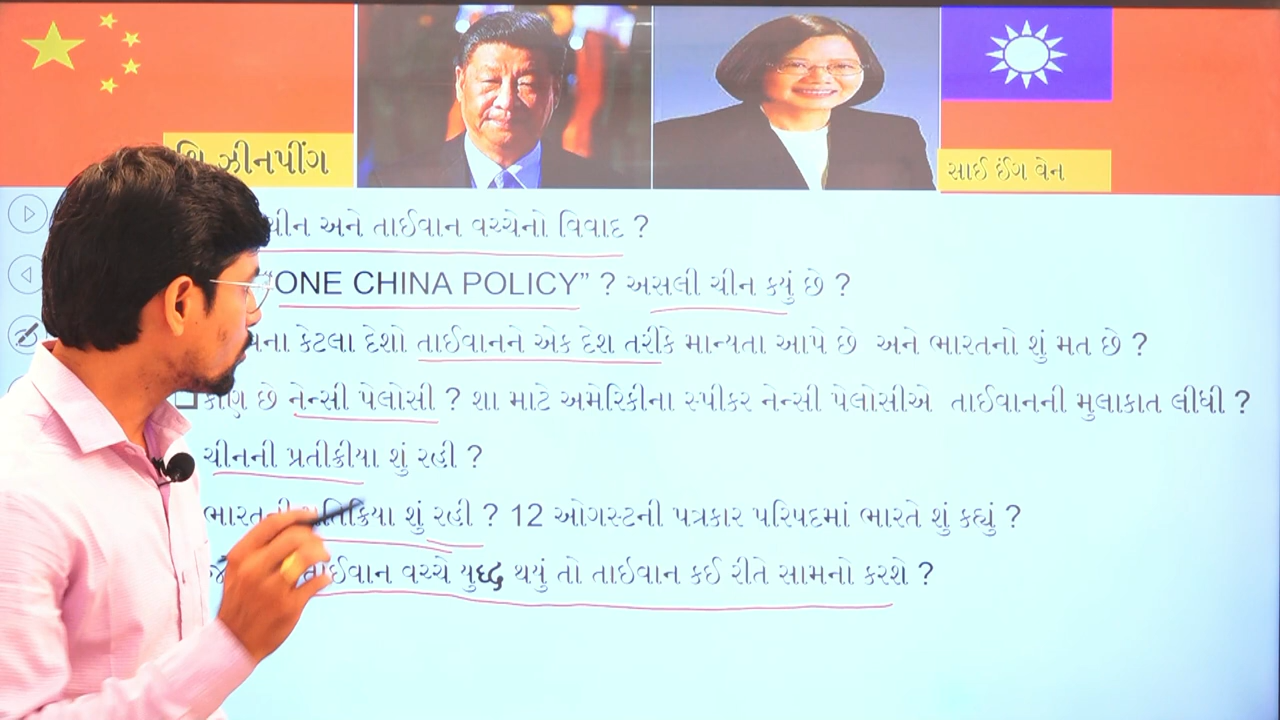 ઝીનપીંગ
સાઈ ઈંગ વેન
ચીન અને તાઈવાન વચ્ચેનો વિવાદ ?
“ONE CHINA POLICY” ? અસલી ચીન કયું છે ?
કેટલા દેશો તાઈવાનને એક દેશ તરીકે માન્યતા આપે છે અને ભારતનો શું મત છે ?
કોણ છે નેન્સી પેલોસી ? શા માટે અમેરિકીના સ્પીકર નેન્સી પેલોસીએ તાઈવાનની મુલાકાત લીધી ?
ચીનની પ્રતીક્રીયા શું રહી ?
ભારતની પ્રતિક્રિયા શું રહી ? 12 ઓગસ્ટની પત્રકાર પરિષદમાં ભારતે શું કહ્યું ?
તાઈવાન વચ્ચે યુદ્ધ થયું તો તાઇવાન કઈ રીતે સામનો કરશે ?